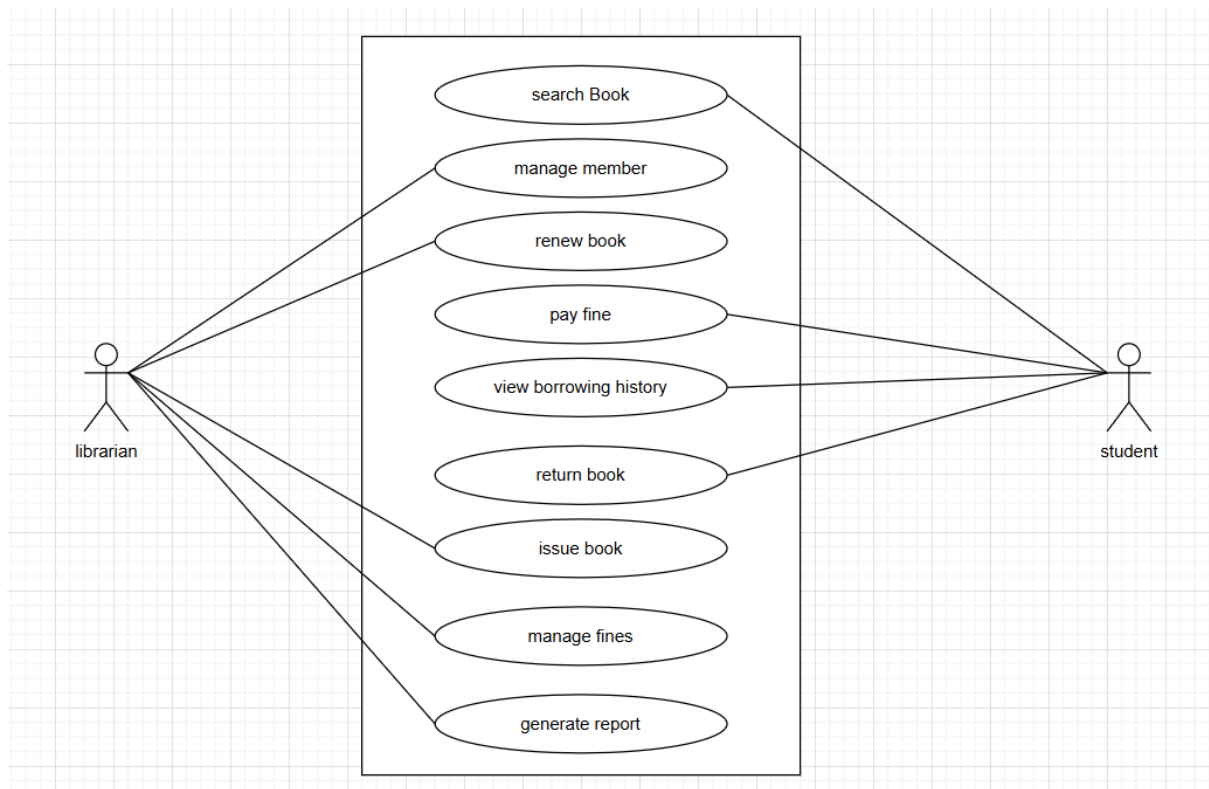 search Book
manage member
renew book
pay fine
view borrowing history
librarian
student
return book
issue book
manage fines
generate report